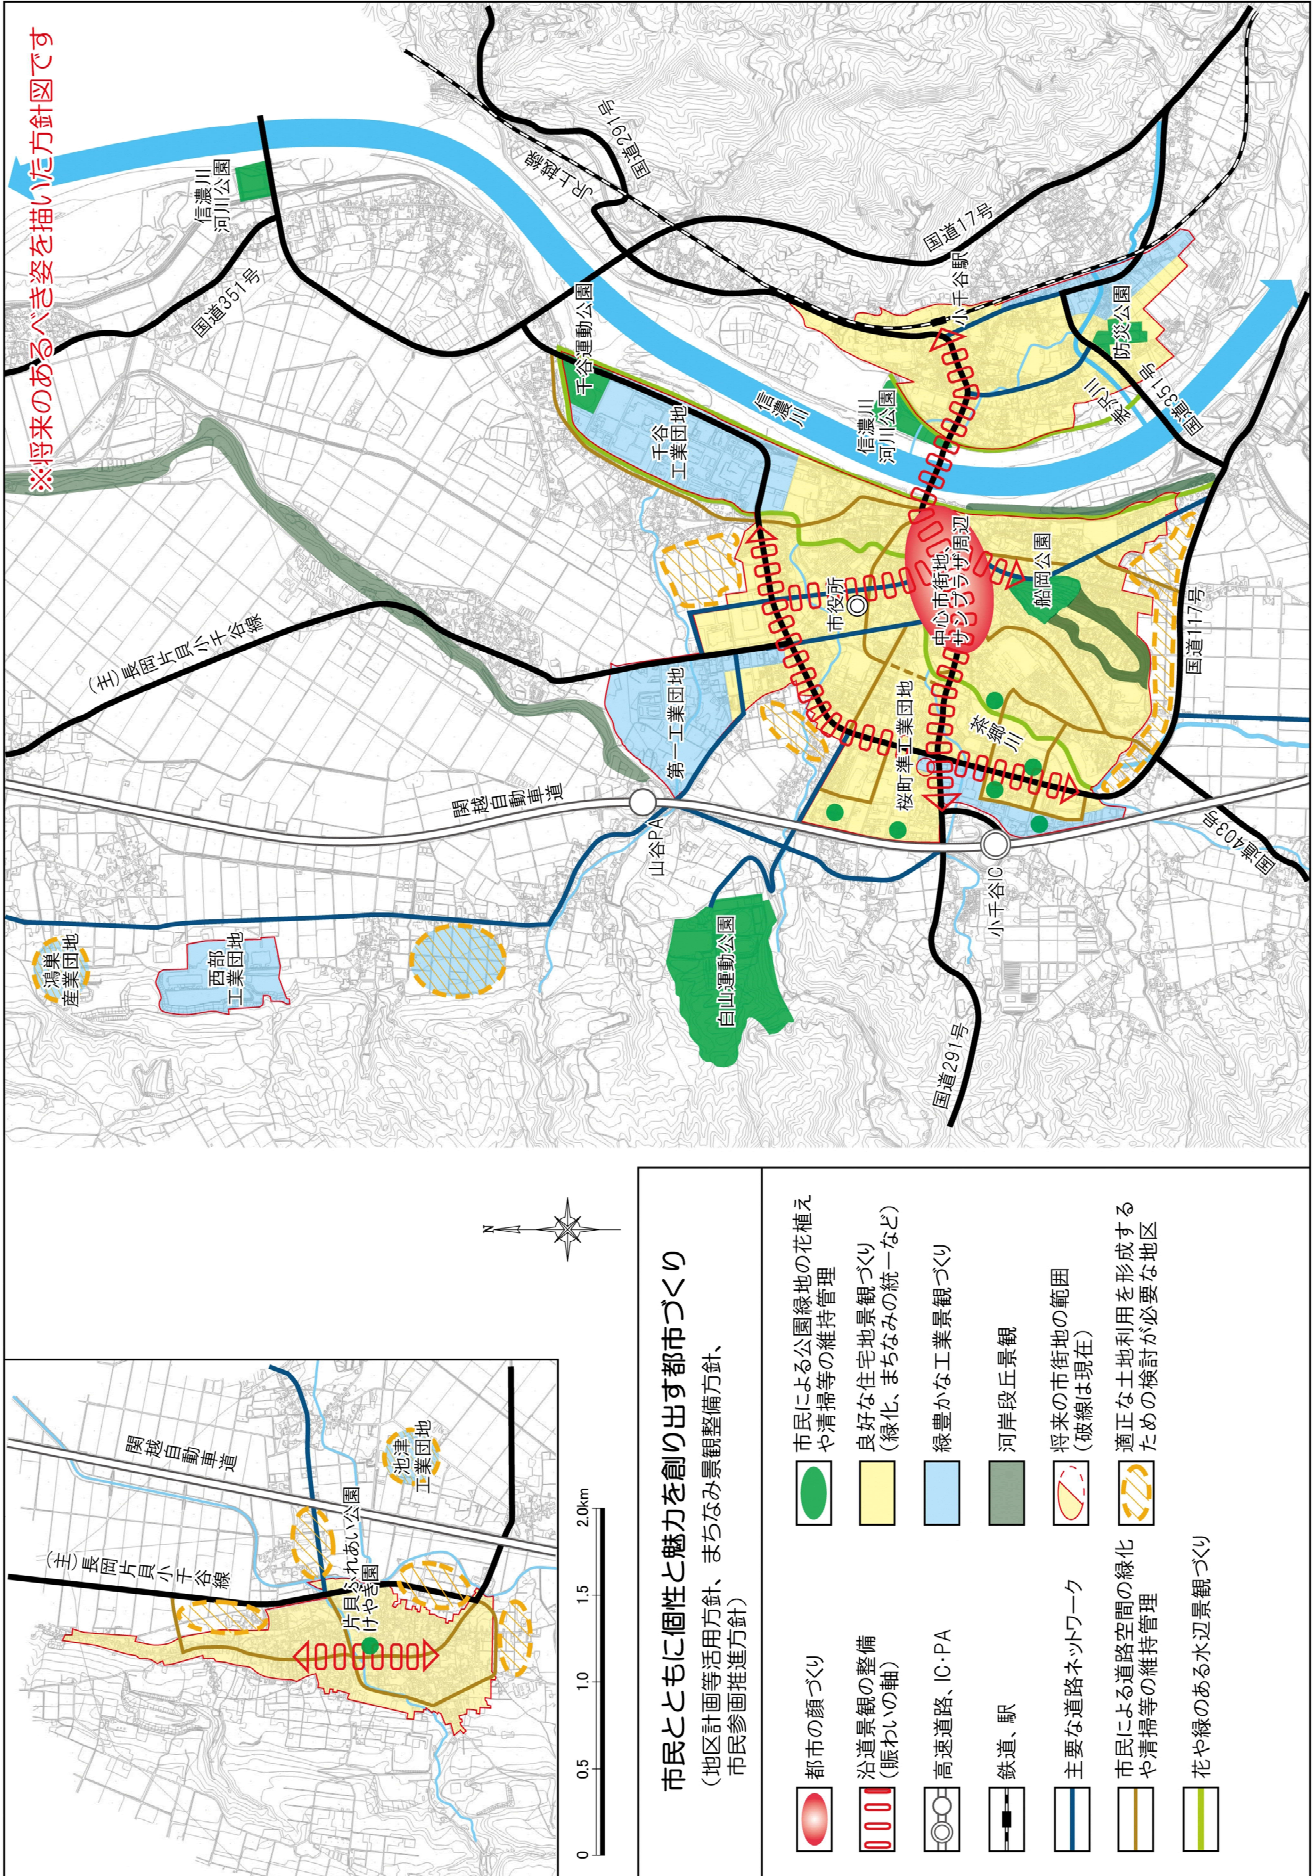 ※将来のあるべき姿を描いた方針図です
信濃川
河川公園
国道351号
国道291号
JR上越線
国道17号
小千谷駅
千谷運動公園
千谷
工業団地
信濃川
信濃川
河川公園
防災公園
表沢川
国道351号
(主)長岡片貝小千谷線
市役所
中心市街地、
サンプラザ周辺
船岡公園
国道117号
第一工業団地
桜町準工業団地
茶郷川
関越自動車道
山谷PA
小千谷IC
国道403号
鴻巣
産業団地
西部
工業団地
白山運動公園
国道291号
関越自動車道
(主)長岡片貝小千谷線
池津
工業団地
片貝ふれあい公園
けやき園
N
0
0.5
1.0
1.5
2.0km
市民とともに個性と魅力を創り出す都市づくり
(地区計画等活用方針、まちなみ景観整備方針、
市民参画推進方針)
都市の顔づくり
沿道景観の整備
(賑わいの軸)
高速道路、IC・PA
鉄道、駅
主要な道路ネットワーク
市民による道路空間の緑化
や清掃等の維持管理
花や緑のある水辺景観づくり
市民による公園緑地の花植え
や清掃等の維持管理
良好な住宅地景観づくり
(緑化、まちなみの統一など)
緑豊かな工業景観づくり
河岸段丘景観
将来の市街地の範囲
(破線は現在)
適正な土地利用を形成する
ための検討が必要な地区